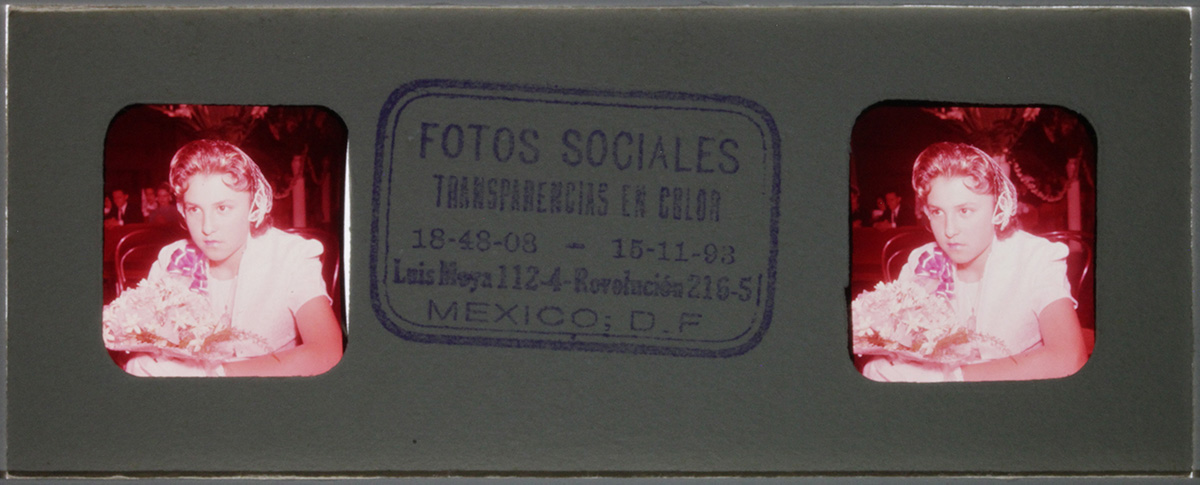 FOTOS SOCIALES
TRANSPARENCIAS EN COLOR
18-48-08 - 15-11-93
Luis Moya 112-4-Revolución 216-5
MEXICO; D. F